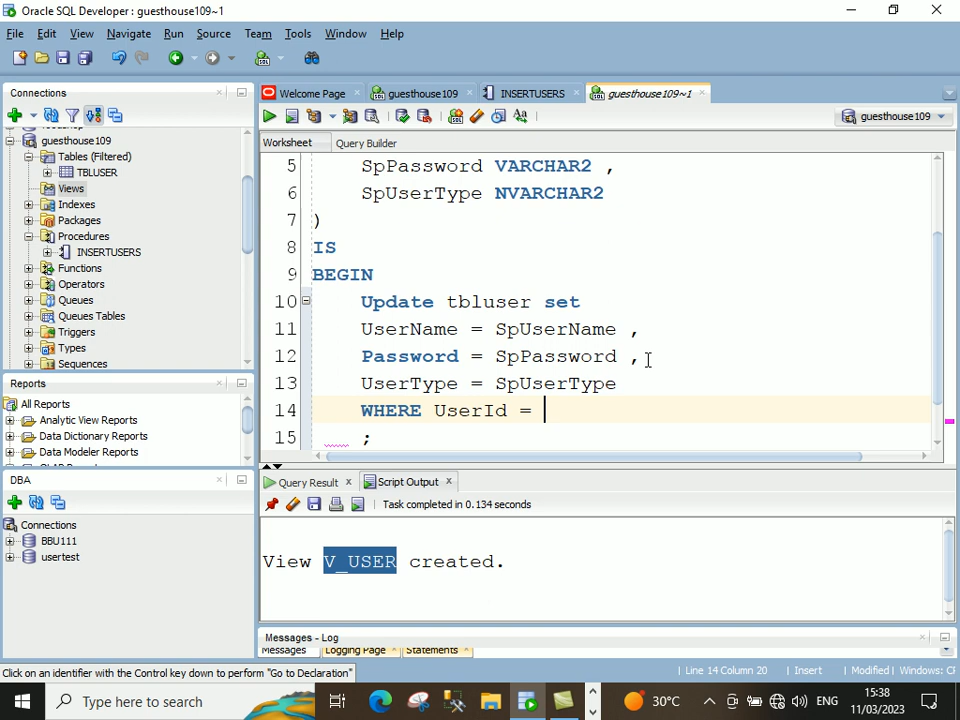 Oracle SQL Developer : guesthouse109~1
File Edit View Navigate Run Source Team Tools Window Help
Connections
Welcome Page guesthouse109 INSERTUSERS guesthouse109~1
guesthouse109
Worksheet Query Builder
guesthouse109
Tables (Filtered)
TBLUSER
Views
Indexes
Packages
Procedures
INSERTUSERS
Functions
Operators
Queues
Queues Tables
Triggers
Types
Sequences
5 SpPassword VARCHAR2 ,
6 SpUserType NVARCHAR2
7 )
8 IS
9 BEGIN
10 Update tbluser set
11 UserName = SpUserName ,
12 Password = SpPassword ,
13 UserType = SpUserType
14 WHERE UserId =
15 ;
Reports
All Reports
Analytic View Reports
Data Dictionary Reports
Data Modeler Reports
DBA
Connections
BBU111
usertest
Query Result Script Output
Task completed in 0.134 seconds
View V_USER created.
Messages - Log
Messages Logging Page Statements
Click on an identifier with the Control key down to perform "Go to Declaration"
Line 14 Column 20 Insert Modified Windows: CF
Type here to search
30°C
ENG
15:38
11/03/2023